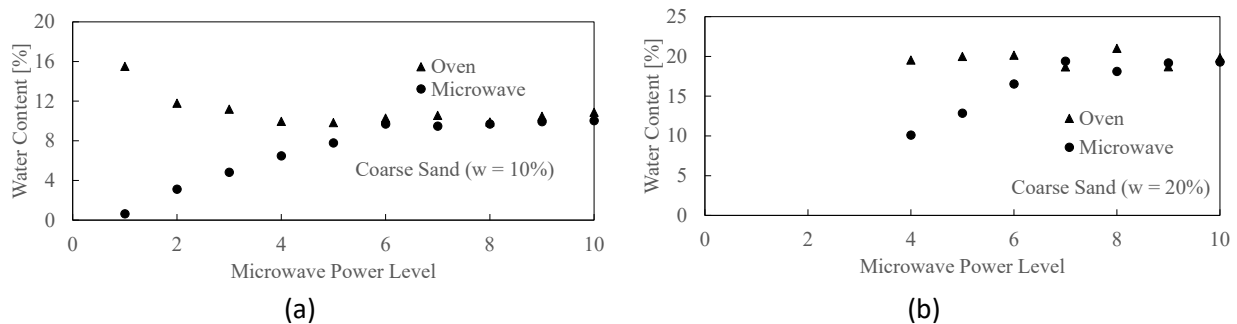 20
16
12
8
4
0
Water Content [%]
Oven
Microwave
Coarse Sand (w = 10%)
0 2 4 6 8 10
Microwave Power Level
(a)
25
20
15
10
5
0
Water Content [%]
Oven
Microwave
Coarse Sand (w = 20%)
0 2 4 6 8 10
Microwave Power Level
(b)